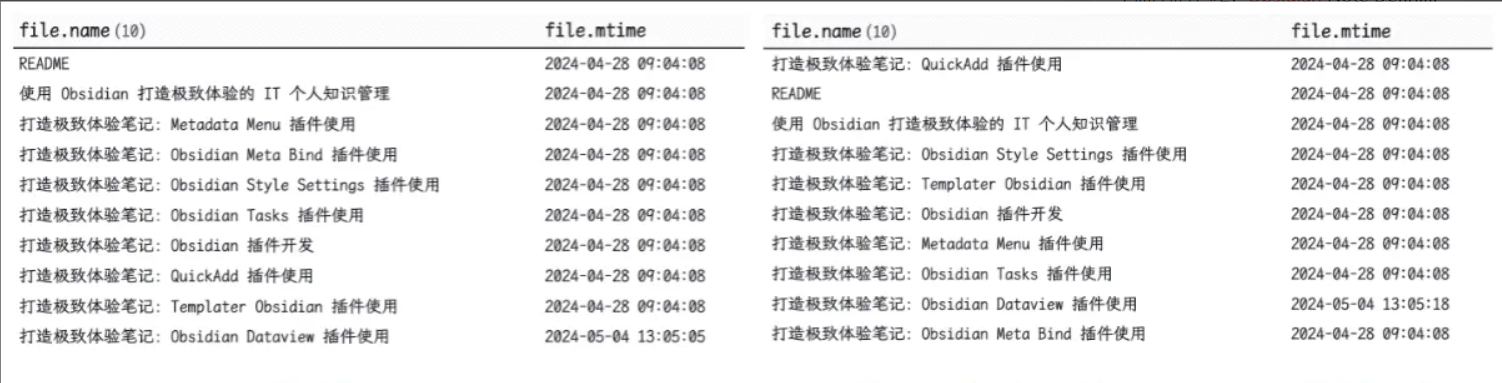 file.name (10) file.mtime
README 2024-04-28 09:04:08
使用 Obsidian 打造极致体验的 IT 个人知识管理 2024-04-28 09:04:08
打造极致体验笔记: Metadata Menu 插件使用 2024-04-28 09:04:08
打造极致体验笔记: Obsidian Meta Bind 插件使用 2024-04-28 09:04:08
打造极致体验笔记: Obsidian Style Settings 插件使用 2024-04-28 09:04:08
打造极致体验笔记: Obsidian Tasks 插件使用 2024-04-28 09:04:08
打造极致体验笔记: Obsidian 插件开发 2024-04-28 09:04:08
打造极致体验笔记: QuickAdd 插件使用 2024-04-28 09:04:08
打造极致体验笔记: Templater Obsidian 插件使用 2024-04-28 09:04:08
打造极致体验笔记: Obsidian Dataview 插件使用 2024-05-04 13:05:05
file.name (10) file.mtime
打造极致体验笔记: QuickAdd 插件使用 2024-04-28 09:04:08
README 2024-04-28 09:04:08
使用 Obsidian 打造极致体验的 IT 个人知识管理 2024-04-28 09:04:08
打造极致体验笔记: Obsidian Style Settings 插件使用 2024-04-28 09:04:08
打造极致体验笔记: Templater Obsidian 插件使用 2024-04-28 09:04:08
打造极致体验笔记: Obsidian 插件开发 2024-04-28 09:04:08
打造极致体验笔记: Metadata Menu 插件使用 2024-04-28 09:04:08
打造极致体验笔记: Obsidian Tasks 插件使用 2024-04-28 09:04:08
打造极致体验笔记: Obsidian Dataview 插件使用 2024-05-04 13:05:18
打造极致体验笔记: Obsidian Meta Bind 插件使用 2024-04-28 09:04:08